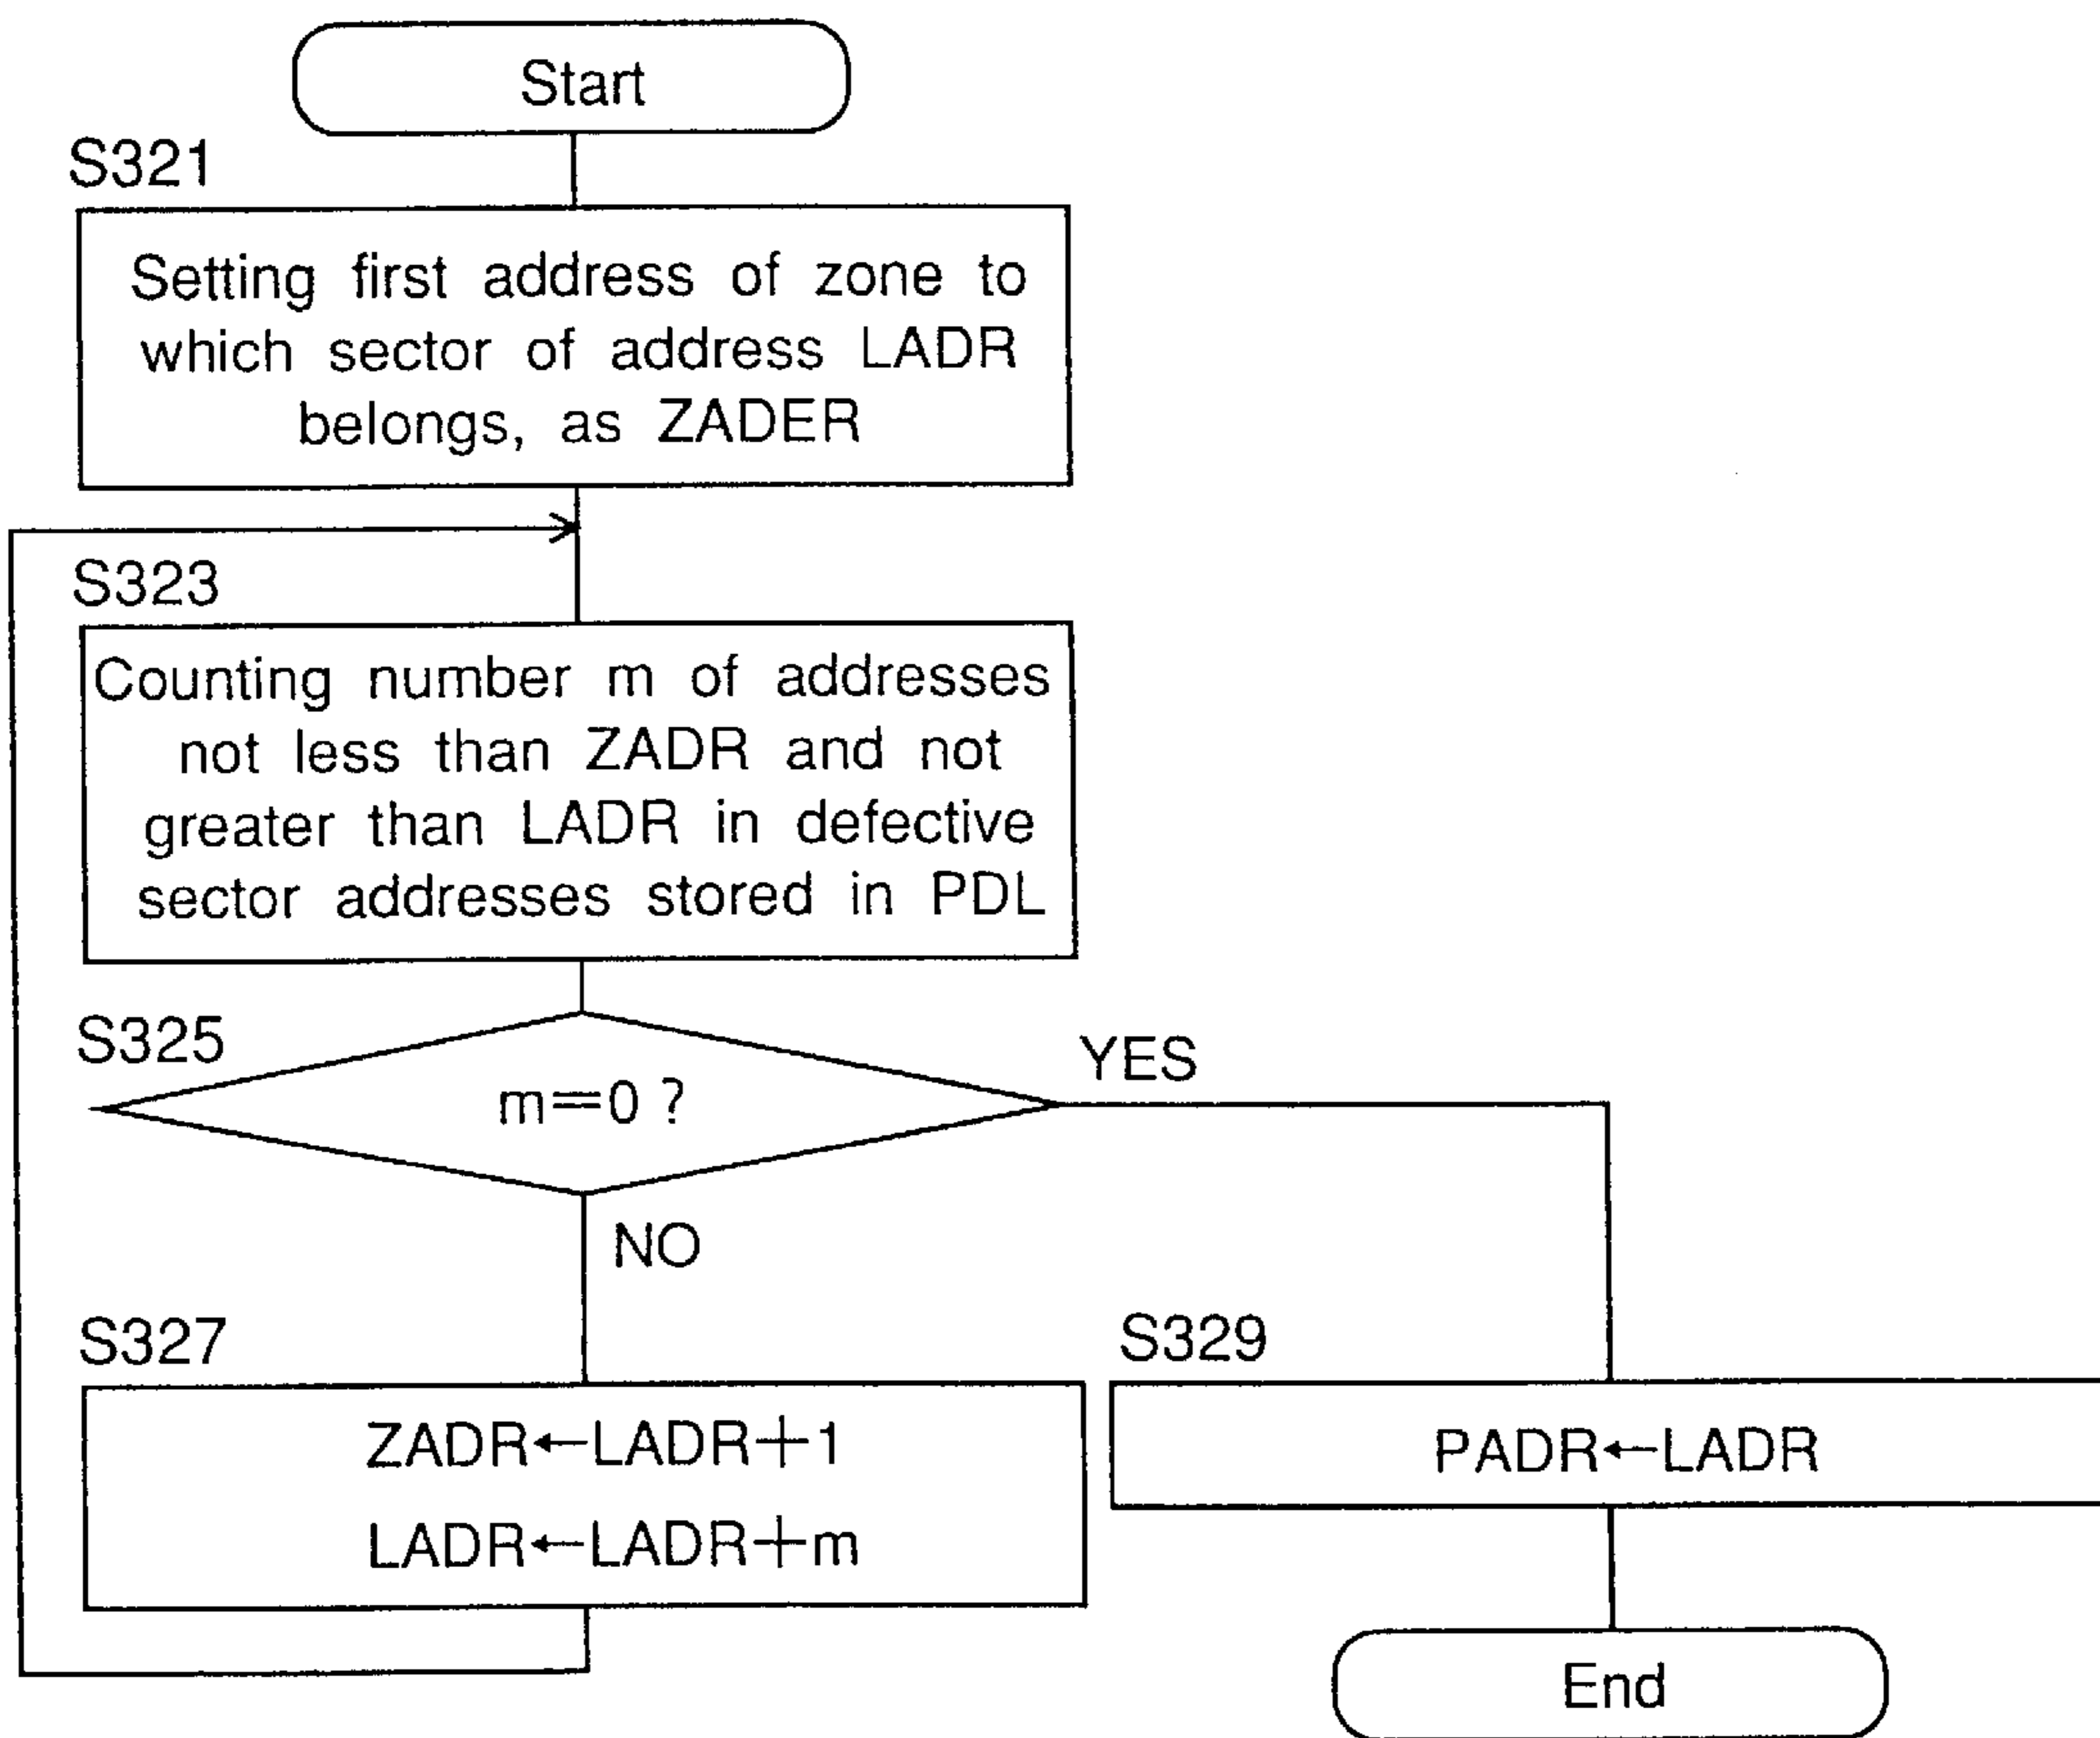 Start
S321
Setting first address of zone to
which sector of address LADR
belongs, as ZADER
S323
Counting number m of addresses
not less than ZADR and not
greater than LADR in defective
sector addresses stored in PDL
S325
m=0 ?
YES
NO
S327
ZADR←LADR+1
LADR←LADR+m
S329
PADR←LADR
End